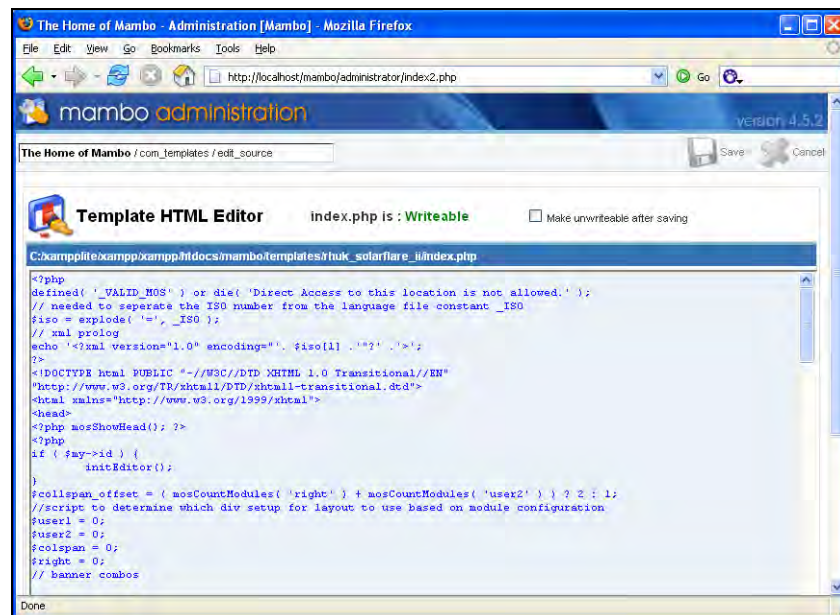 The Home of Mambo - Administration [Mambo] - Mozilla Firefox
File Edit View Go Bookmarks Tools Help
http://localhost/mambo/administrator/index2.php Go
mambo administration
version 4.5.2
The Home of Mambo / com_templates / edit_source Save Cancel
Template HTML Editor index.php is : Writeable Make unwriteable after saving
C:/xampplite/xampp/xampp/htdocs/mambo/templates/rhuk_solarflare_ii/index.php
<?php
defined( '_VALID_MOS' ) or die( 'Direct Access to this location is not allowed.' );
// needed to seperate the ISO number from the language file constant _ISO
$iso = explode( '=', _ISO );
// xml prolog
echo '<?xml version="1.0" encoding="'. $iso[1] .'"?' .'>';
?>
<!DOCTYPE html PUBLIC "-//W3C//DTD XHTML 1.0 Transitional//EN"
"http://www.w3.org/TR/xhtml1/DTD/xhtml1-transitional.dtd">
<html xmlns="http://www.w3.org/1999/xhtml">
<head>
<?php mosShowHead(); ?>
<?php
if ( $my->id ) {
initEditor();
}
$collspan_offset = ( mosCountModules( 'right' ) + mosCountModules( 'user2' ) ) ? 2 : 1;
//script to determine which div setup for layout to use based on module configuration
$user1 = 0;
$user2 = 0;
$colspan = 0;
$right = 0;
// banner combos
Done